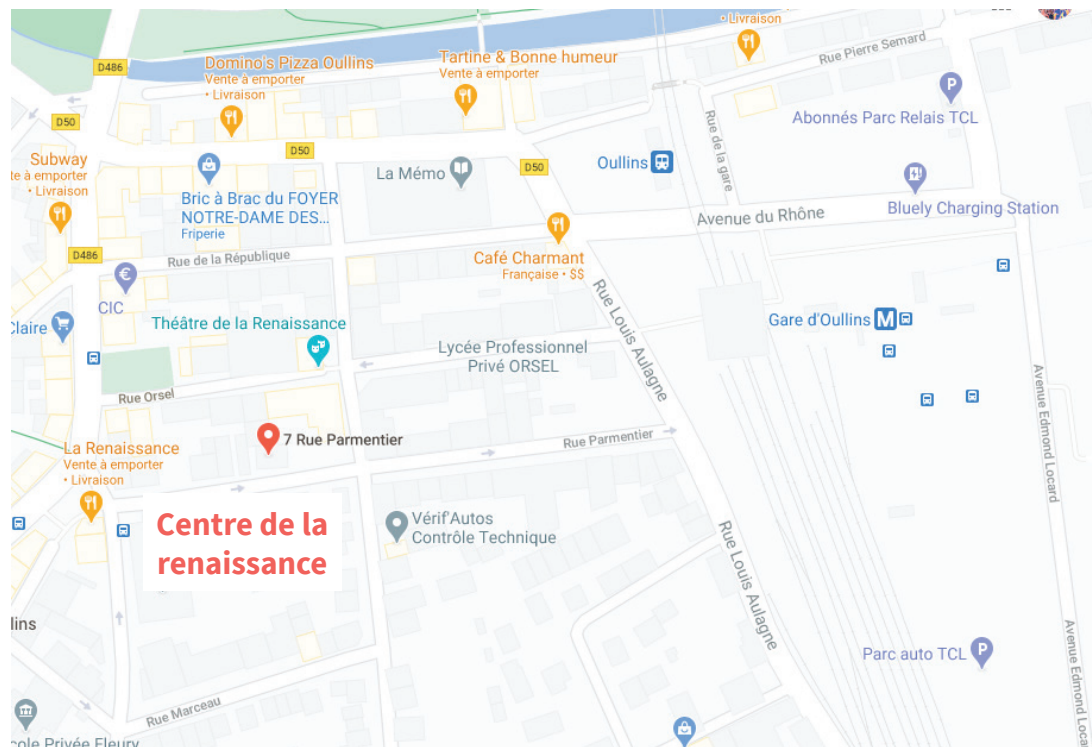 • Livraison
Rue Pierre Semard
D486
Domino's Pizza Oullins
Vente à emporter
• Livraison
Tartine & Bonne humeur
Vente à emporter
Abonnés Parc Relais TCL
D50
D50
D50
Rue de la gare
Subway
te à emporter
• Livraison
La Mémo
Oullins
Bric à Brac du FOYER
NOTRE-DAME DES...
Friperie
Avenue du Rhône
Bluely Charging Station
D486
Rue de la République
Café Charmant
Française • $$
€
CIC
Claire
Théâtre de la Renaissance
Rue Louis Aulagne
Gare d'Oullins M
Lycée Professionnel
Privé ORSEL
Rue Orsel
Avenue Edmond Locard
7 Rue Parmentier
Rue Parmentier
La Renaissance
Vente à emporter
• Livraison
Centre de la
renaissance
Vérif'Autos
Contrôle Technique
Rue Louis Aulagne
lins
Parc auto TCL
P
P
Avenue Edmond Loca
Rue Marceau
cole Privée Fleury